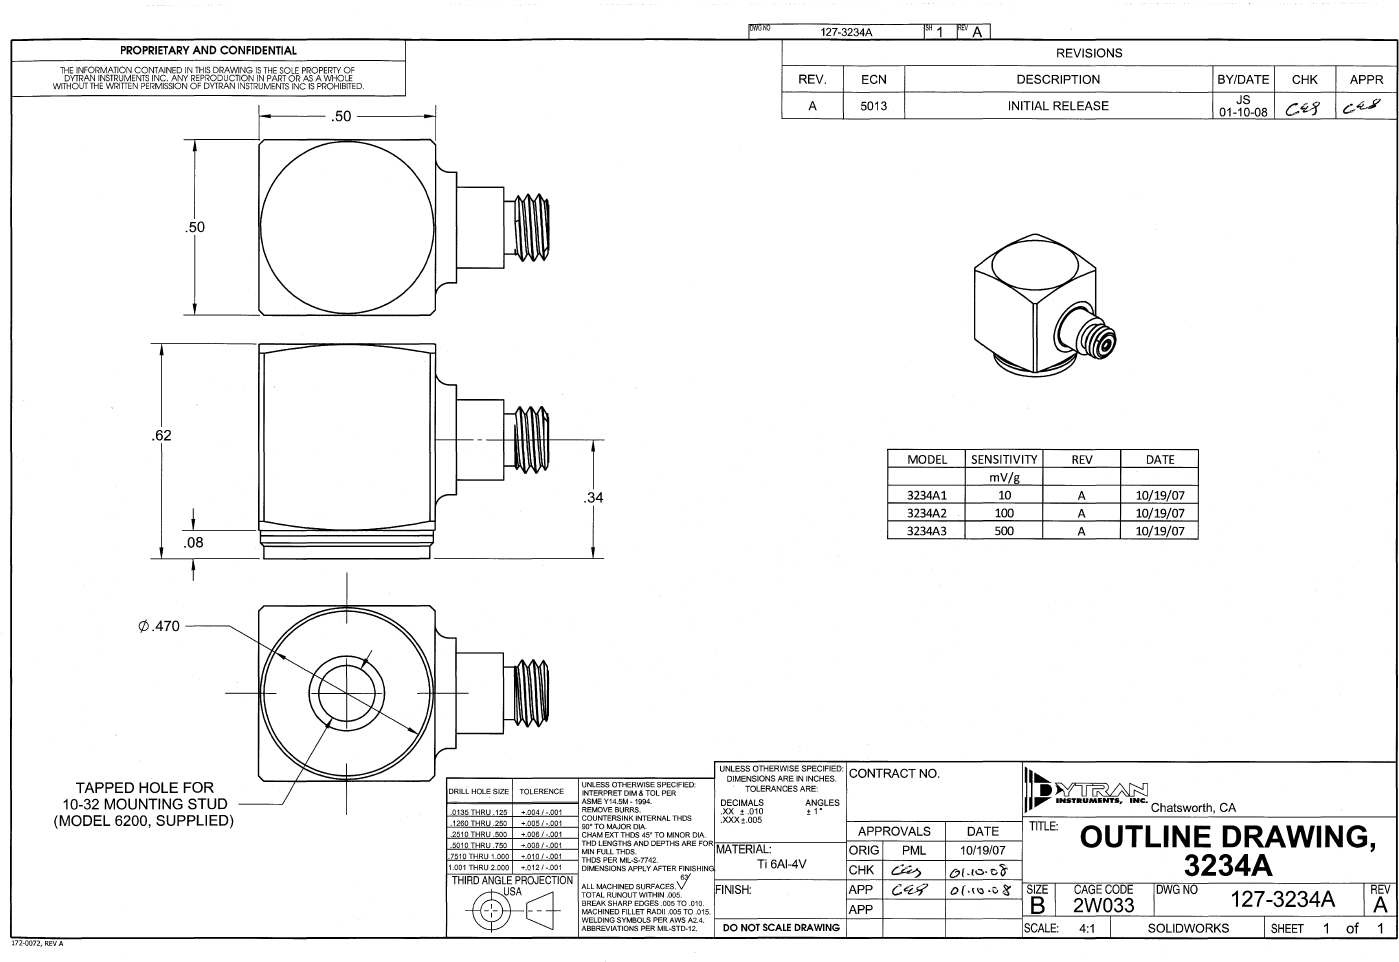 DWG NO 127-3234A SH 1 REV A
PROPRIETARY AND CONFIDENTIAL
THE INFORMATION CONTAINED IN THIS DRAWING IS THE SOLE PROPERTY OF
DYTRAN INSTRUMENTS INC. ANY REPRODUCTION IN PART OR AS A WHOLE
WITHOUT THE WRITTEN PERMISSION OF DYTRAN INSTRUMENTS INC IS PROHIBITED.
REVISIONS
REV. ECN DESCRIPTION BY/DATE CHK APPR
A 5013 INITIAL RELEASE JS
01-10-08
.50
.50
.62
.34
.08
Ø.470
TAPPED HOLE FOR
10-32 MOUNTING STUD
(MODEL 6200, SUPPLIED)
MODEL SENSITIVITY REV DATE
mV/g
3234A1 10 A 10/19/07
3234A2 100 A 10/19/07
3234A3 500 A 10/19/07
DRILL HOLE SIZE TOLERENCE
.0135 THRU .125 +.004 / -.001
.1260 THRU .250 +.005 / -.001
.2510 THRU .500 +.006 / -.001
.5010 THRU .750 +.008 / -.001
.7510 THRU 1.000 +.010 / -.001
1.001 THRU 2.000 +.012 / -.001
THIRD ANGLE PROJECTION
USA
UNLESS OTHERWISE SPECIFIED:
INTERPRET DIM & TOL PER
ASME Y14.5M - 1994.
REMOVE BURRS.
COUNTERSINK INTERNAL THDS
90° TO MAJOR DIA.
CHAM EXT THDS 45° TO MINOR DIA.
THD LENGTHS AND DEPTHS ARE FOR
MIN FULL THDS.
THDS PER MIL-S-7742.
DIMENSIONS APPLY AFTER FINISHING.
63
ALL MACHINED SURFACES.
TOTAL RUNOUT WITHIN .005.
BREAK SHARP EDGES .005 TO .010.
MACHINED FILLET RADII .005 TO .015.
WELDING SYMBOLS PER AWS A2.4.
ABBREVIATIONS PER MIL-STD-12.
UNLESS OTHERWISE SPECIFIED:
DIMENSIONS ARE IN INCHES.
TOLERANCES ARE:
DECIMALS ANGLES
.XX ± .010 ± 1°
.XXX ± .005
MATERIAL:
Ti 6Al-4V
FINISH:
DO NOT SCALE DRAWING
CONTRACT NO.
APPROVALS DATE
ORIG PML 10/19/07
CHK 01.10.08
APP 01.10.08
APP
DYTRAN
INSTRUMENTS, INC. Chatsworth, CA
TITLE: OUTLINE DRAWING,
3234A
SIZE B CAGE CODE 2W033 DWG NO 127-3234A REV A
SCALE: 4:1 SOLIDWORKS SHEET 1 of 1
172-0072, REV A